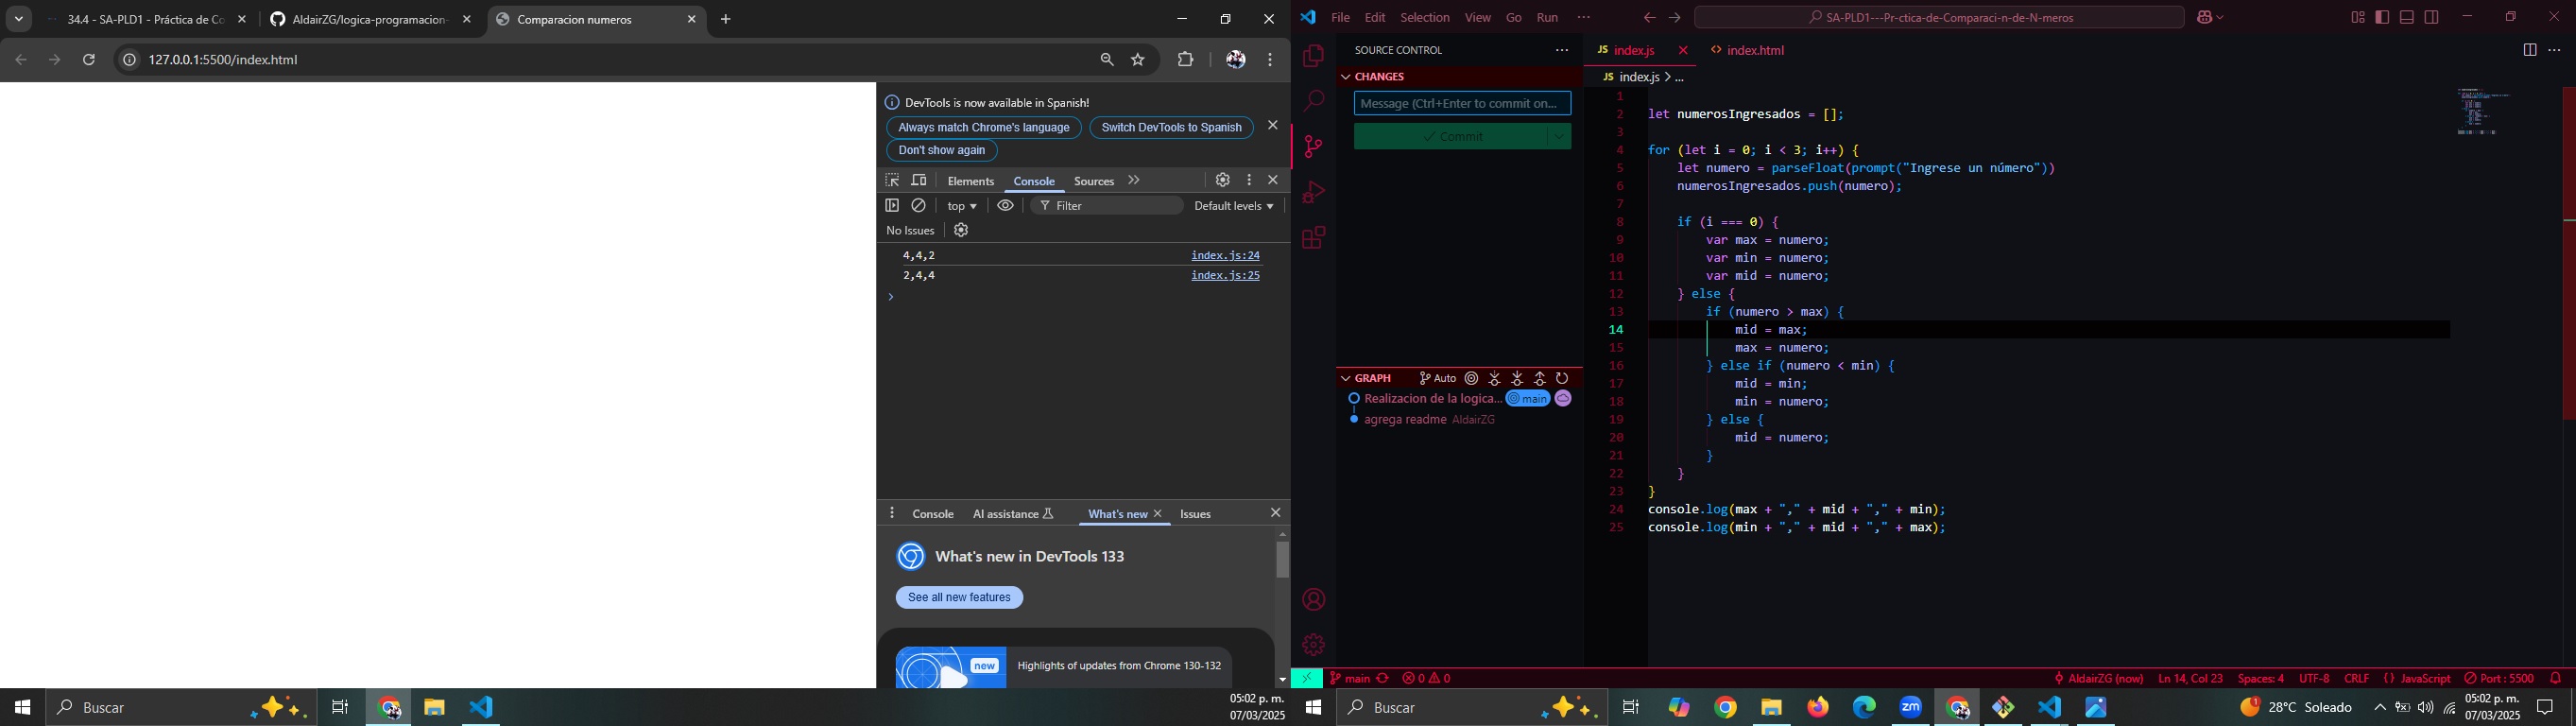 34.4 - SA-PLD1 - Práctica de Co
AldairZG/logica-programacion-
Comparacion numeros
127.0.0.1:5500/index.html
DevTools is now available in Spanish!
Always match Chrome's language
Switch DevTools to Spanish
Don't show again
Elements
Console
Sources
top
Filter
Default levels
No Issues
4,4,2
index.js:24
2,4,4
index.js:25
Console
AI assistance
What's new
Issues
What's new in DevTools 133
See all new features
new
Highlights of updates from Chrome 130-132
Buscar
05:02 p. m.
07/03/2025
File
Edit
Selection
View
Go
Run
SA-PLD1---Pr-ctica-de-Comparaci-n-de-N-meros
SOURCE CONTROL
CHANGES
Message (Ctrl+Enter to commit on...
Commit
GRAPH
Auto
Realizacion de la logica...
main
agrega readme AldairZG
JS index.js
<> index.html
JS index.js > ...
1
2 let numerosIngresados = [];
3
4 for (let i = 0; i < 3; i++) {
5 let numero = parseFloat(prompt("Ingrese un número"))
6 numerosIngresados.push(numero);
7
8 if (i === 0) {
9 var max = numero;
10 var min = numero;
11 var mid = numero;
12 } else {
13 if (numero > max) {
14 mid = max;
15 max = numero;
16 } else if (numero < min) {
17 mid = min;
18 min = numero;
19 } else {
20 mid = numero;
21 }
22 }
23 }
24 console.log(max + "," + mid + "," + min);
25 console.log(min + "," + mid + "," + max);
main
0
0
AldairZG (now)
Ln 14, Col 23
Spaces: 4
UTF-8
CRLF
{} JavaScript
Port : 5500
Buscar
zm
1
28°C Soleado
05:02 p. m.
07/03/2025